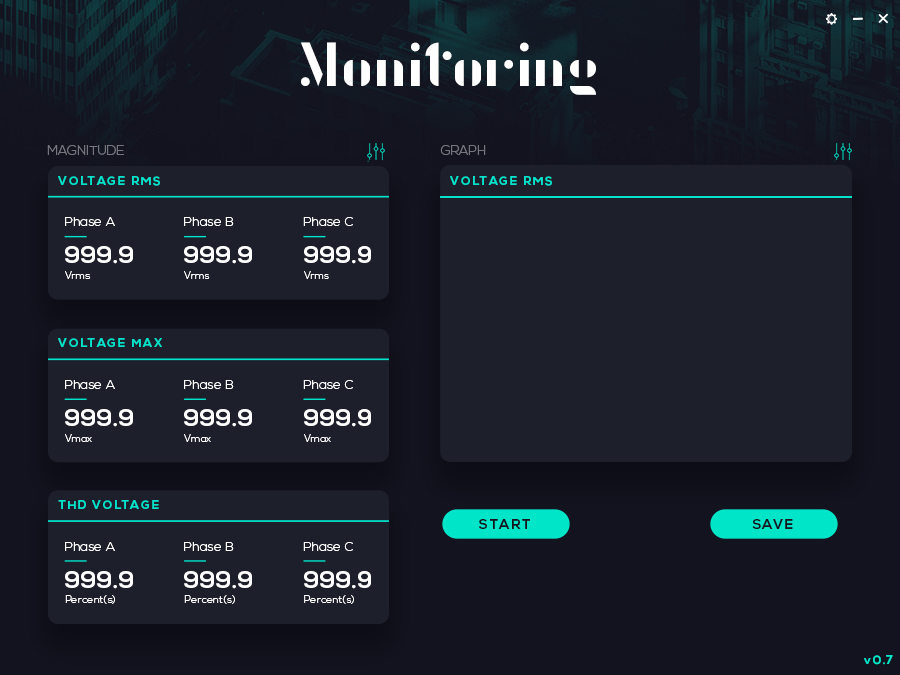 Monitoring
MAGNITUDE
VOLTAGE RMS
Phase A Phase B Phase C
999.9 999.9 999.9
Vrms Vrms Vrms
VOLTAGE MAX
Phase A Phase B Phase C
999.9 999.9 999.9
Vmax Vmax Vmax
THD VOLTAGE
Phase A Phase B Phase C
999.9 999.9 999.9
Percent(s) Percent(s) Percent(s)
GRAPH
VOLTAGE RMS
START SAVE
v0.7